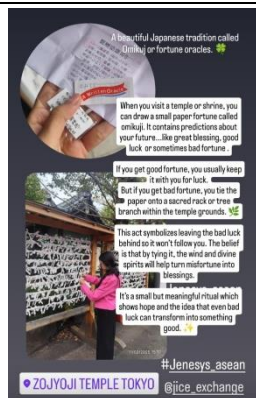 A beautiful Japanese tradition called
Omikuji or fortune oracles. 🍀
When you visit a temple or shrine, you
can draw a small paper fortune called
omikuji. It contains predictions about
your future...like great blessing, good
luck or sometimes bad fortune .
If you get good fortune, you usually keep
it with you for luck.
But if you get bad fortune, you tie the
paper onto a sacred rack or tree
branch within the temple grounds. 🌿
This act symbolizes leaving the bad luck
behind so it won't follow you. The belief
is that by tying it, the wind and divine
spirits will help turn misfortune into
blessings.
It's a small but meaningful ritual which
shows hope and the idea that even bad
luck can transform into something
good. ✨
#Jenesys_asean
ZOJYOJI TEMPLE TOKYO
@jice_exchange